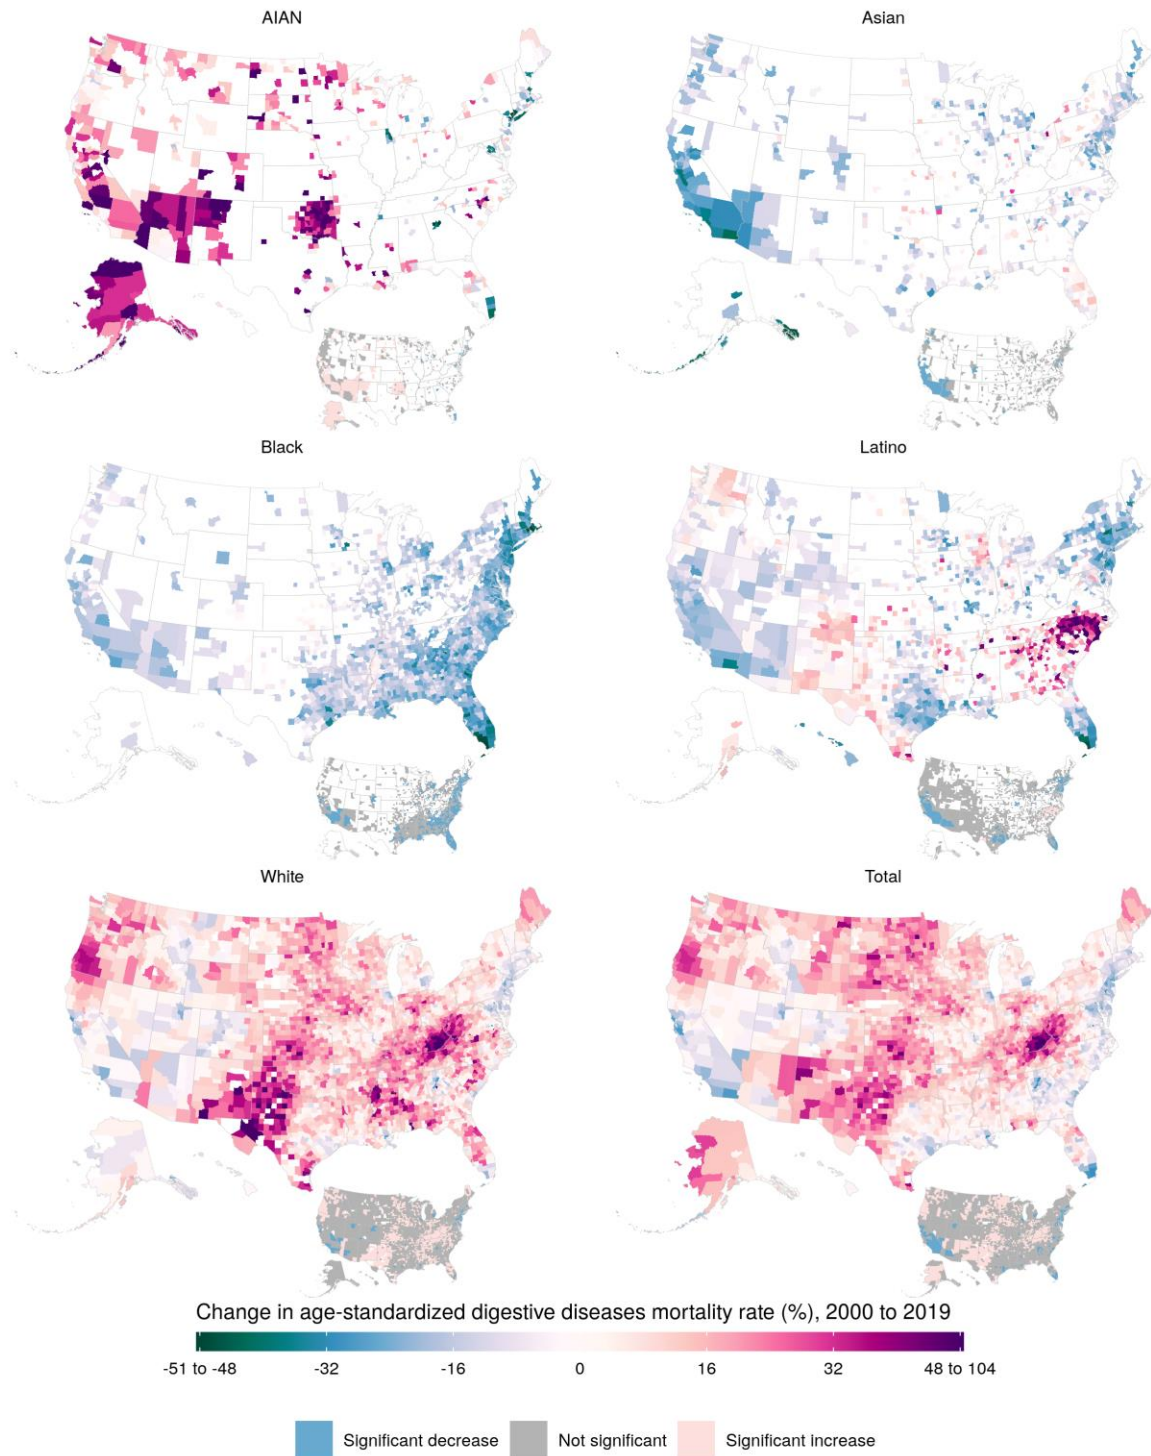 AIAN
Asian
Black
Latino
White
Total
Change in age-standardized digestive diseases mortality rate (%), 2000 to 2019
-51 to -48 -32 -16 0 16 32 48 to 104
Significant decrease Not significant Significant increase